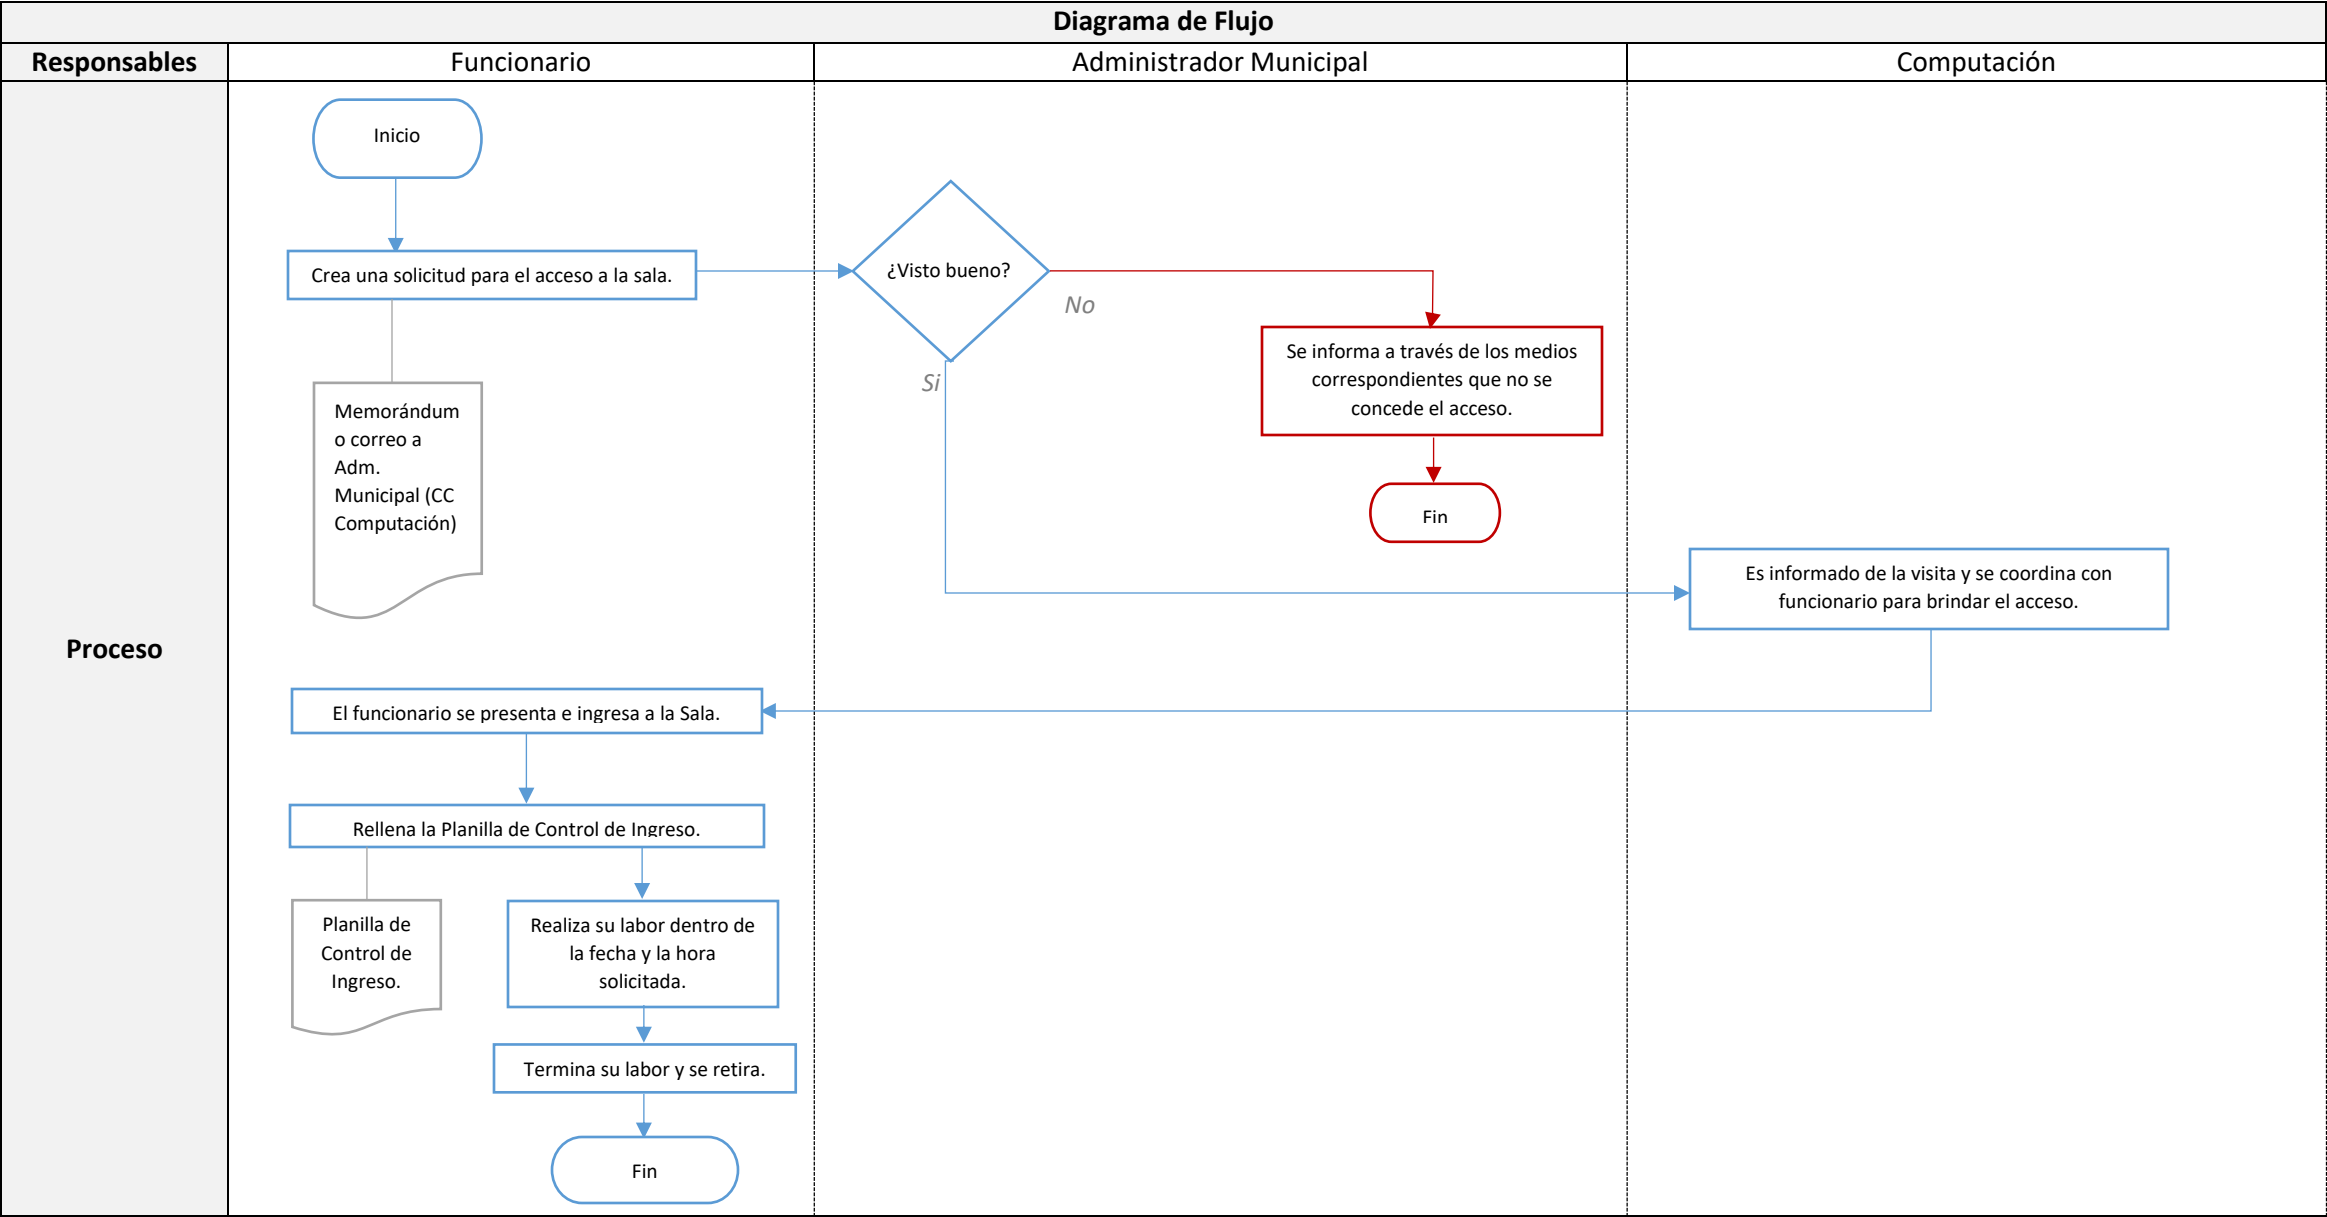 Diagrama de Flujo
Responsables
Funcionario
Administrador Municipal
Computación
Proceso
Inicio
Crea una solicitud para el acceso a la sala.
Memorándum
o correo a
Adm.
Municipal (CC
Computación)
¿Visto bueno?
No
Si
Se informa a través de los medios
correspondientes que no se
concede el acceso.
Fin
Es informado de la visita y se coordina con
funcionario para brindar el acceso.
El funcionario se presenta e ingresa a la Sala.
Rellena la Planilla de Control de Ingreso.
Planilla de
Control de
Ingreso.
Realiza su labor dentro de
la fecha y la hora
solicitada.
Termina su labor y se retira.
Fin